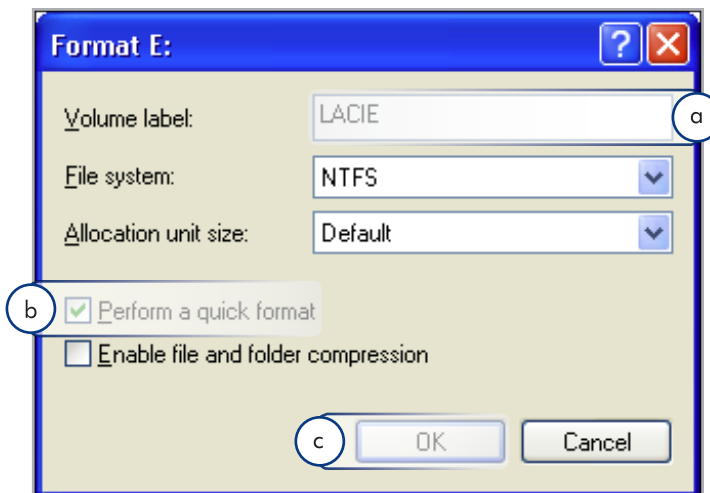 Format E:
Volume label: LACIE a
File system: NTFS
Allocation unit size: Default
b Perform a quick format
Enable file and folder compression
c OK Cancel